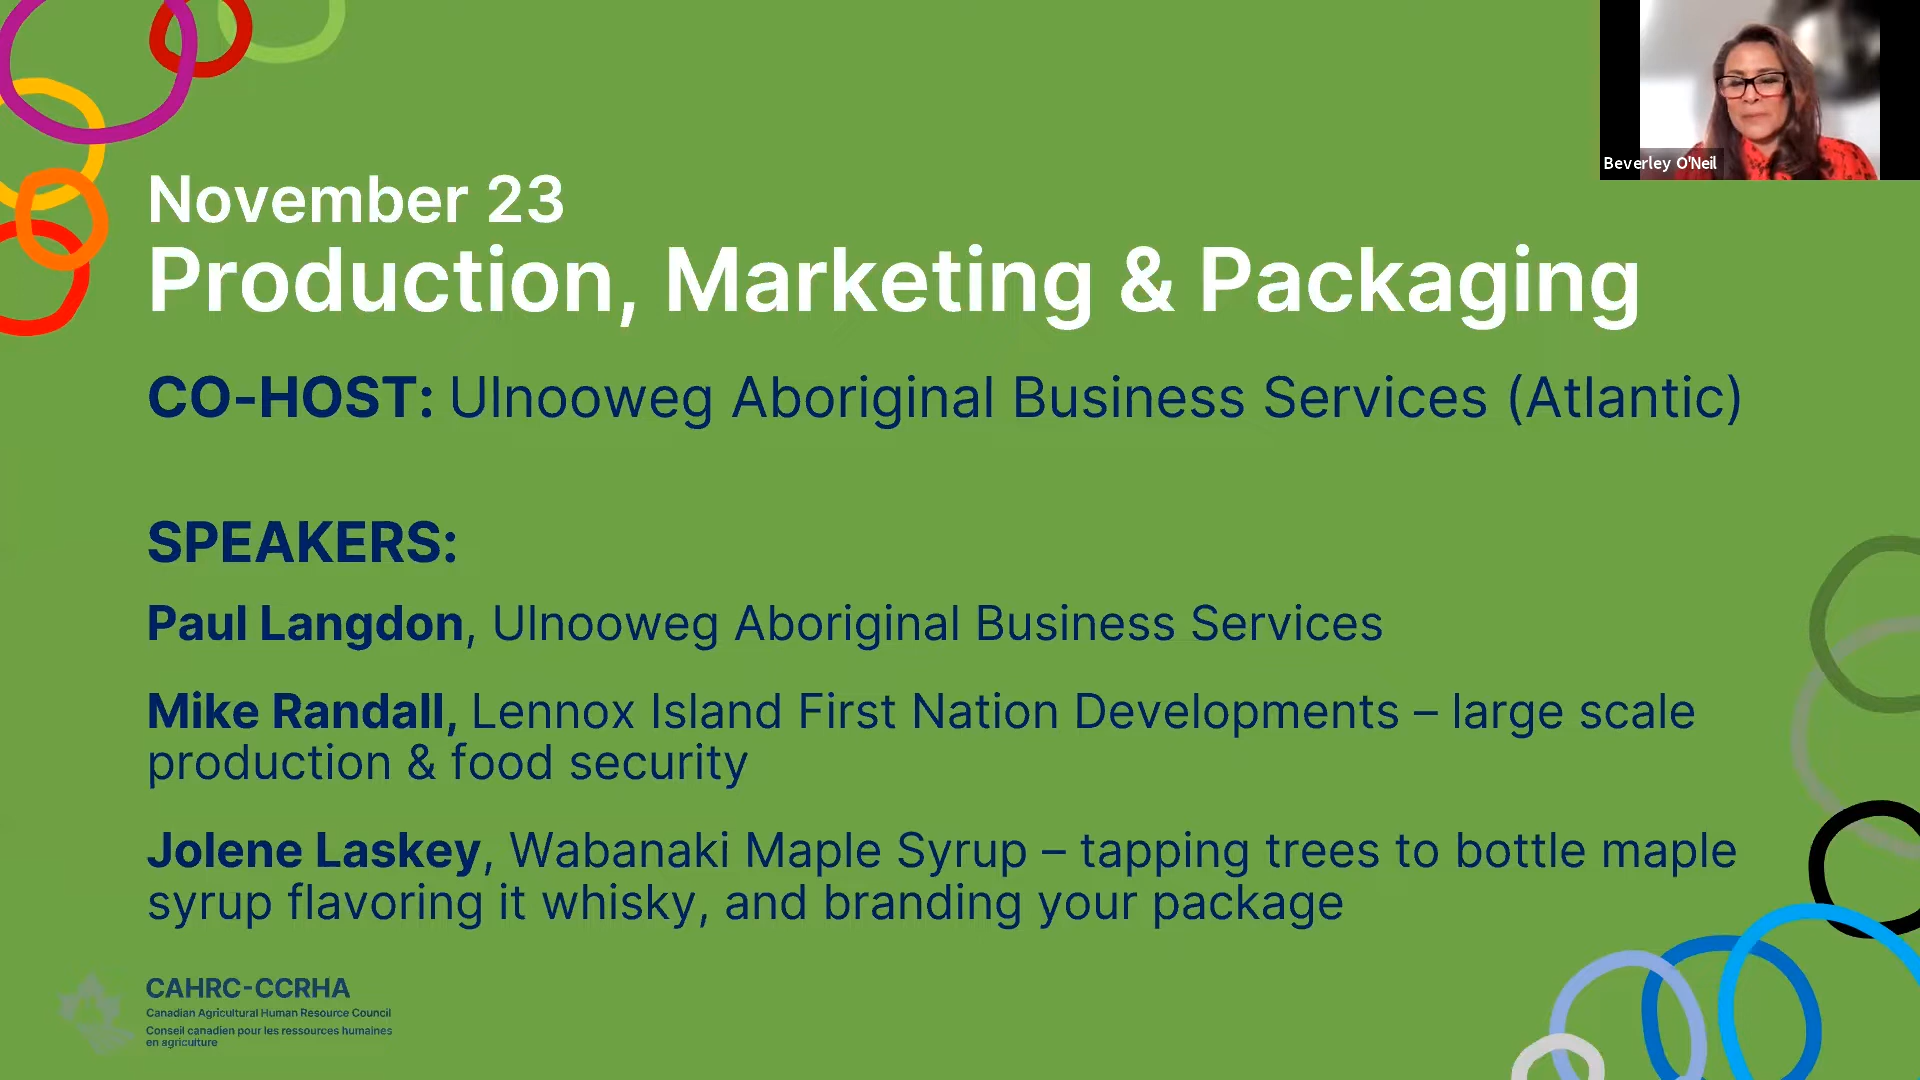 Beverley O'Neil
November 23
Production, Marketing & Packaging
CO-HOST: Ulnooweg Aboriginal Business Services (Atlantic)
SPEAKERS:
Paul Langdon, Ulnooweg Aboriginal Business Services
Mike Randall, Lennox Island First Nation Developments – large scale
production & food security
Jolene Laskey, Wabanaki Maple Syrup – tapping trees to bottle maple
syrup flavoring it whisky, and branding your package
CAHRC-CCRHA
Canadian Agricultural Human Resource Council
Conseil canadien pour les ressources humaines
en agriculture